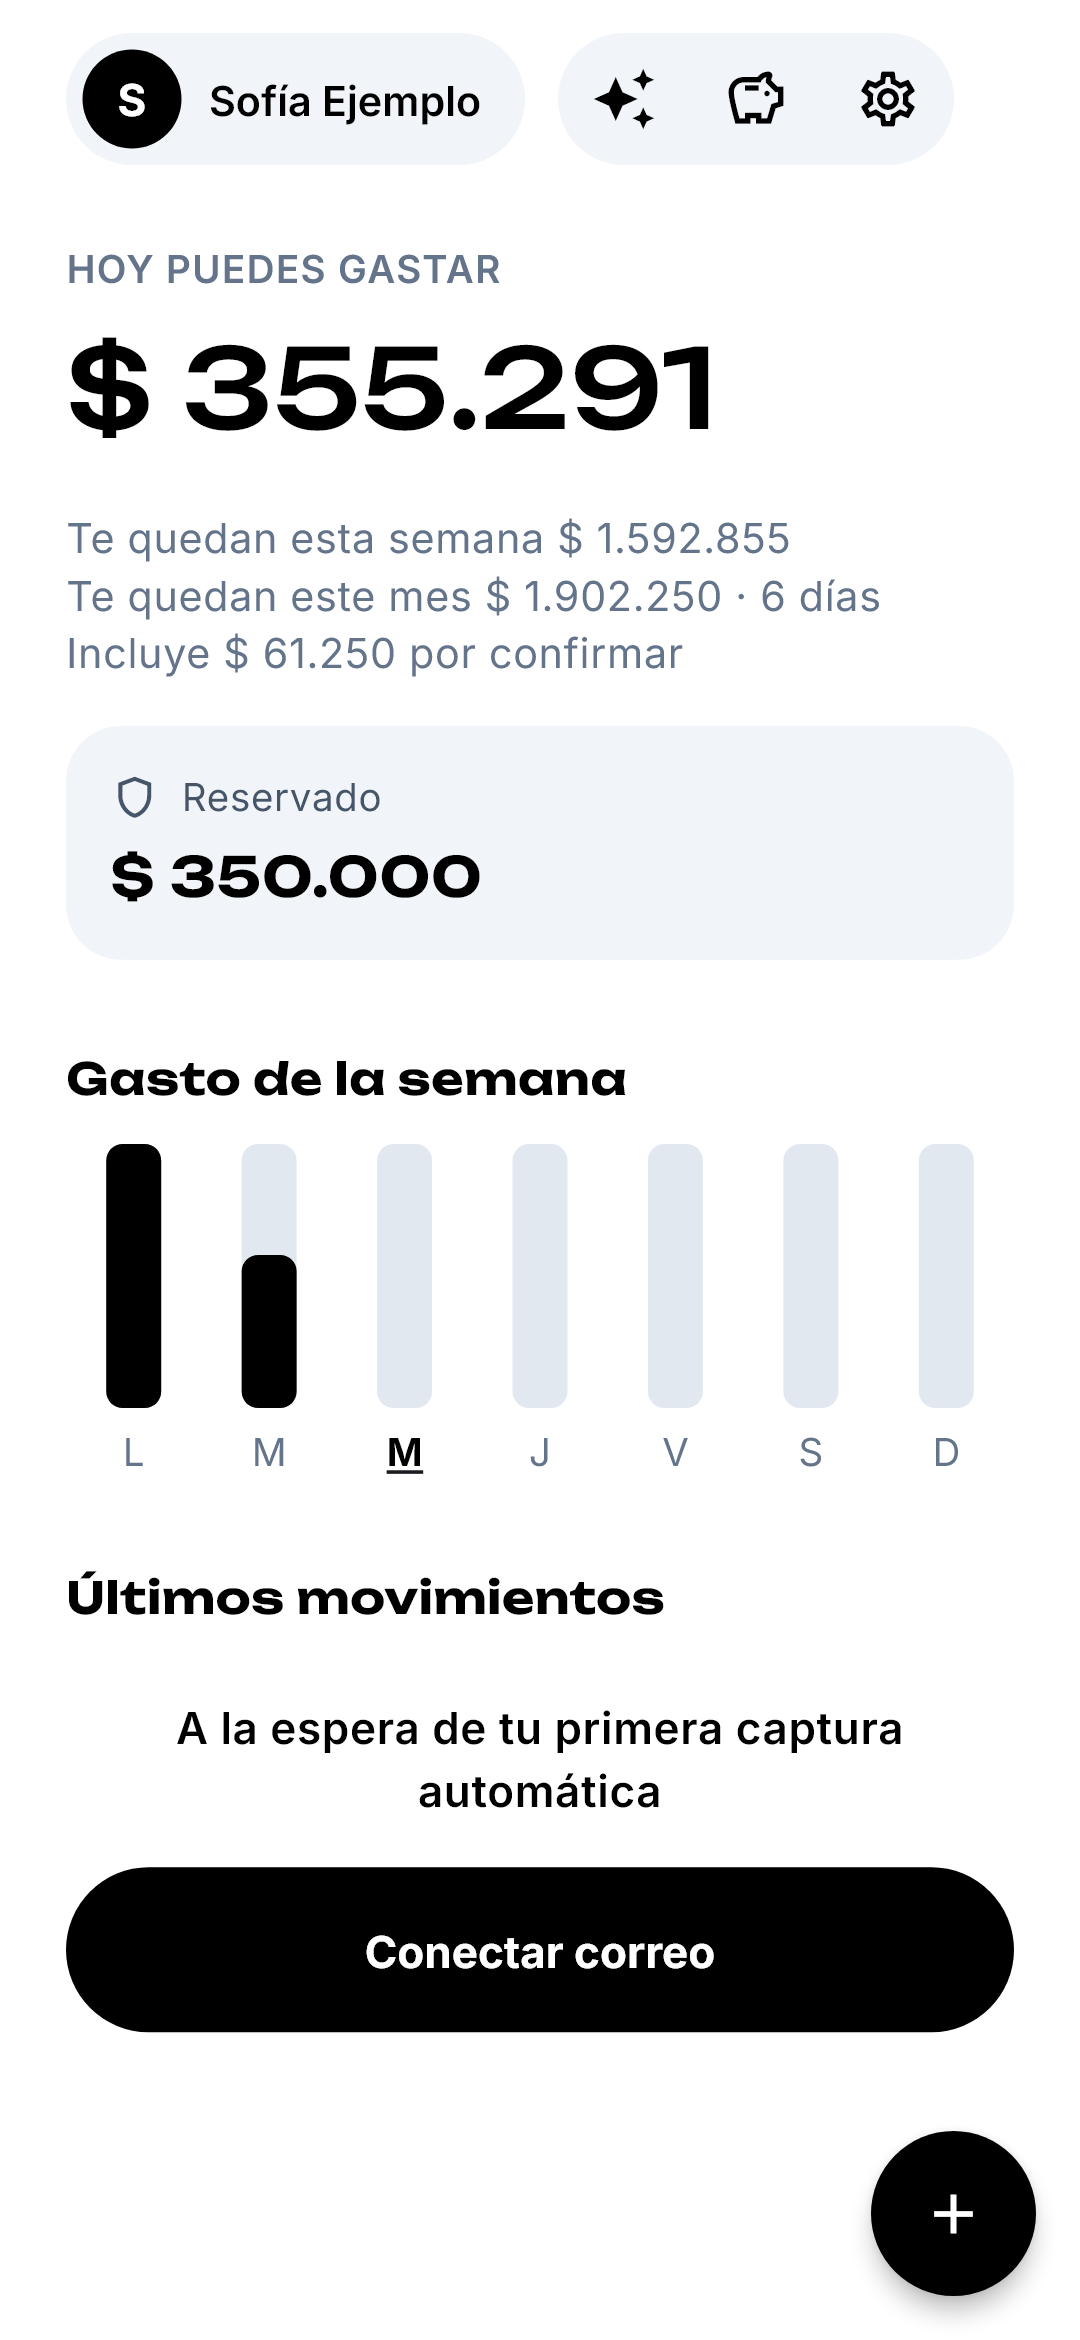 S
Sofía Ejemplo
HOY PUEDES GASTAR
$ 355.291
Te quedan esta semana $ 1.592.855
Te quedan este mes $ 1.902.250 · 6 días
Incluye $ 61.250 por confirmar
Reservado
$ 350.000
Gasto de la semana
L M M J V S D
Últimos movimientos
A la espera de tu primera captura
automática
Conectar correo
+